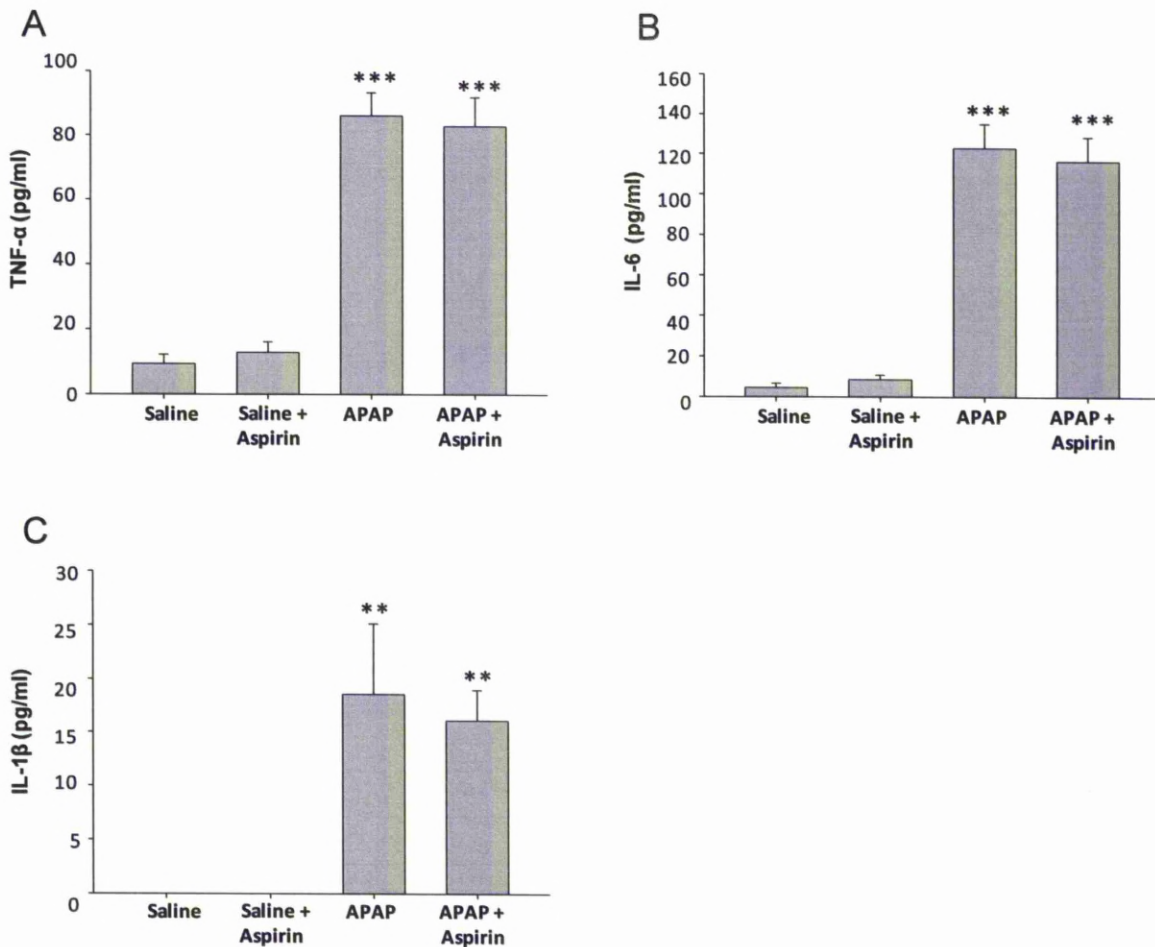 A
TNF-α (pg/ml)
100
80
60
40
20
0
***
***
Saline
Saline +
Aspirin
APAP
APAP +
Aspirin
B
IL-6 (pg/ml)
160
140
120
100
80
60
40
20
0
***
***
Saline
Saline +
Aspirin
APAP
APAP +
Aspirin
C
IL-1β (pg/ml)
30
25
20
15
10
5
0
**
**
Saline
Saline +
Aspirin
APAP
APAP +
Aspirin